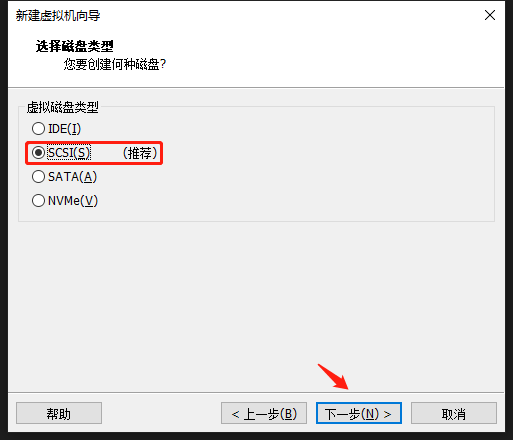 新建虚拟机向导
选择磁盘类型
您要创建何种磁盘?
虚拟磁盘类型
IDE(I)
SCSI(S) (推荐)
SATA(A)
NVMe(V)
帮助 < 上一步(B) 下一步(N) > 取消